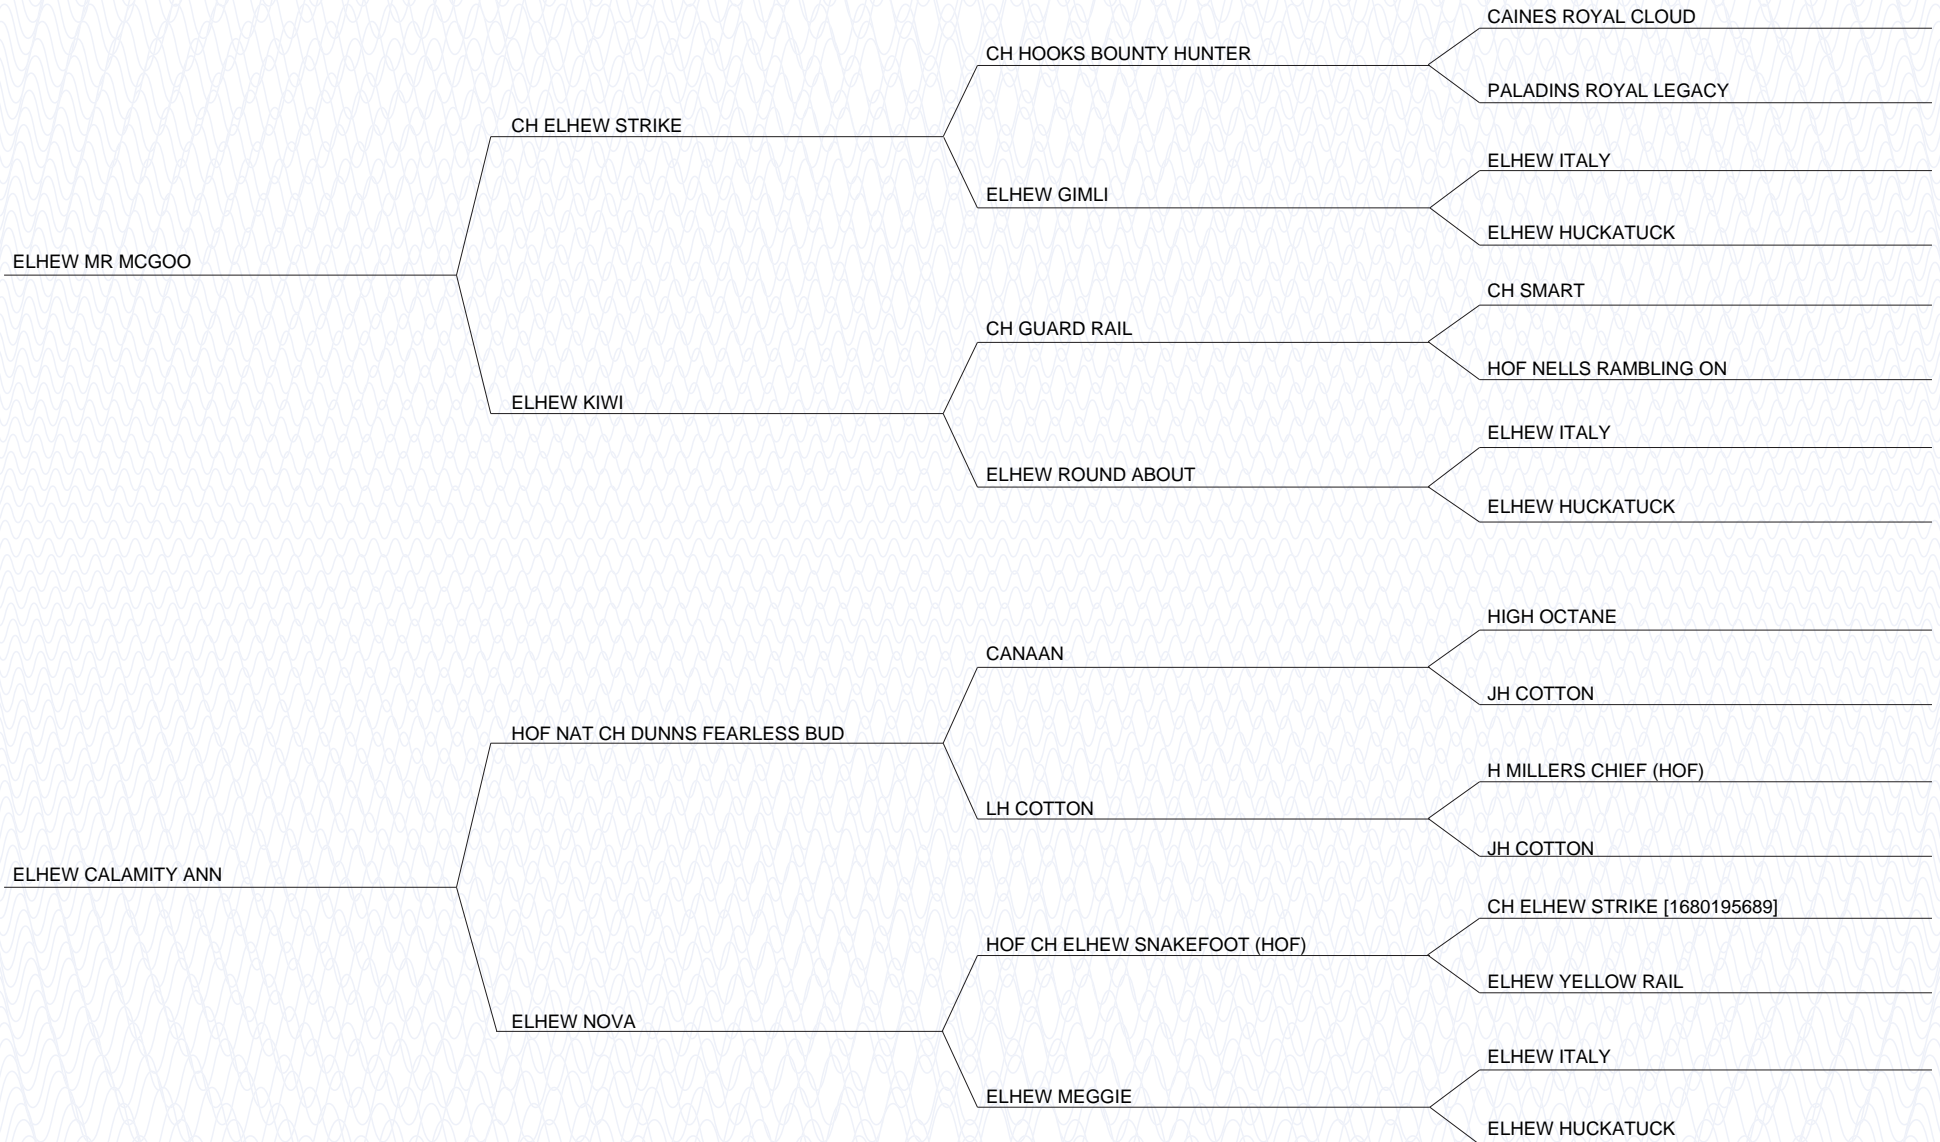 CAINES ROYAL CLOUD
CH HOOKS BOUNTY HUNTER
PALADINS ROYAL LEGACY
CH ELHEW STRIKE
ELHEW ITALY
ELHEW GIMLI
ELHEW HUCKATUCK
ELHEW MR MCGOO
CH SMART
CH GUARD RAIL
HOF NELLS RAMBLING ON
ELHEW KIWI
ELHEW ITALY
ELHEW ROUND ABOUT
ELHEW HUCKATUCK
HIGH OCTANE
CANAAN
JH COTTON
HOF NAT CH DUNNS FEARLESS BUD
H MILLERS CHIEF (HOF)
LH COTTON
JH COTTON
ELHEW CALAMITY ANN
CH ELHEW STRIKE [1680195689]
HOF CH ELHEW SNAKEFOOT (HOF)
ELHEW YELLOW RAIL
ELHEW NOVA
ELHEW ITALY
ELHEW MEGGIE
ELHEW HUCKATUCK